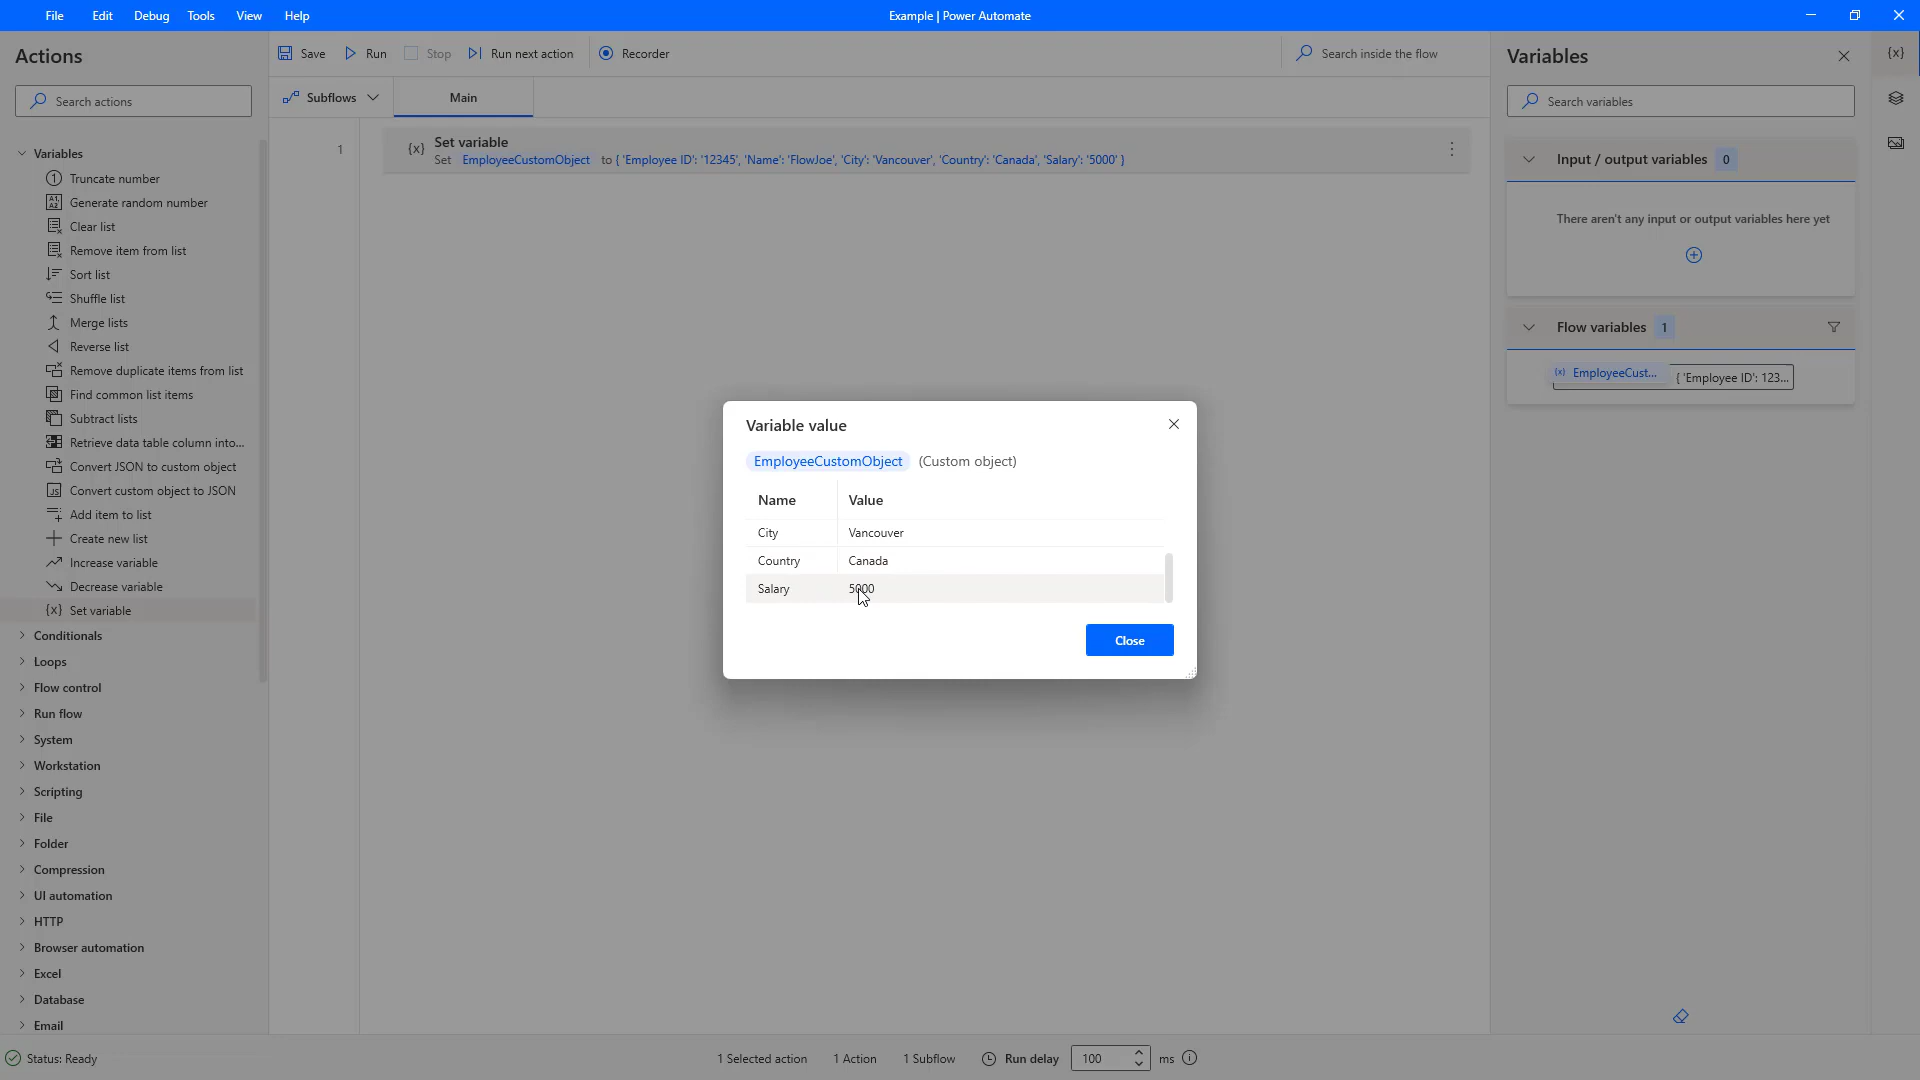 File Edit Debug Tools View Help
Example | Power Automate
Actions
Search actions
Variables
Truncate number
Generate random number
Clear list
Remove item from list
Sort list
Shuffle list
Merge lists
Reverse list
Remove duplicate items from list
Find common list items
Subtract lists
Retrieve data table column into...
Convert JSON to custom object
Convert custom object to JSON
Add item to list
Create new list
Increase variable
Decrease variable
{x} Set variable
Conditionals
Loops
Flow control
Run flow
System
Workstation
Scripting
File
Folder
Compression
UI automation
HTTP
Browser automation
Excel
Database
Email
Save Run Stop Run next action Recorder
Search inside the flow
Subflows Main
1
{x} Set variable
Set EmployeeCustomObject to { 'Employee ID': '12345', 'Name': 'FlowJoe', 'City': 'Vancouver', 'Country': 'Canada', 'Salary': '5000' }
Variable value
EmployeeCustomObject (Custom object)
Name Value
City Vancouver
Country Canada
Salary 5000
Close
Variables
{x}
Search variables
Input / output variables 0
There aren't any input or output variables here yet
Flow variables 1
{x} EmployeeCust... { 'Employee ID': 123...
Status: Ready
1 Selected action 1 Action 1 Subflow Run delay 100 ms